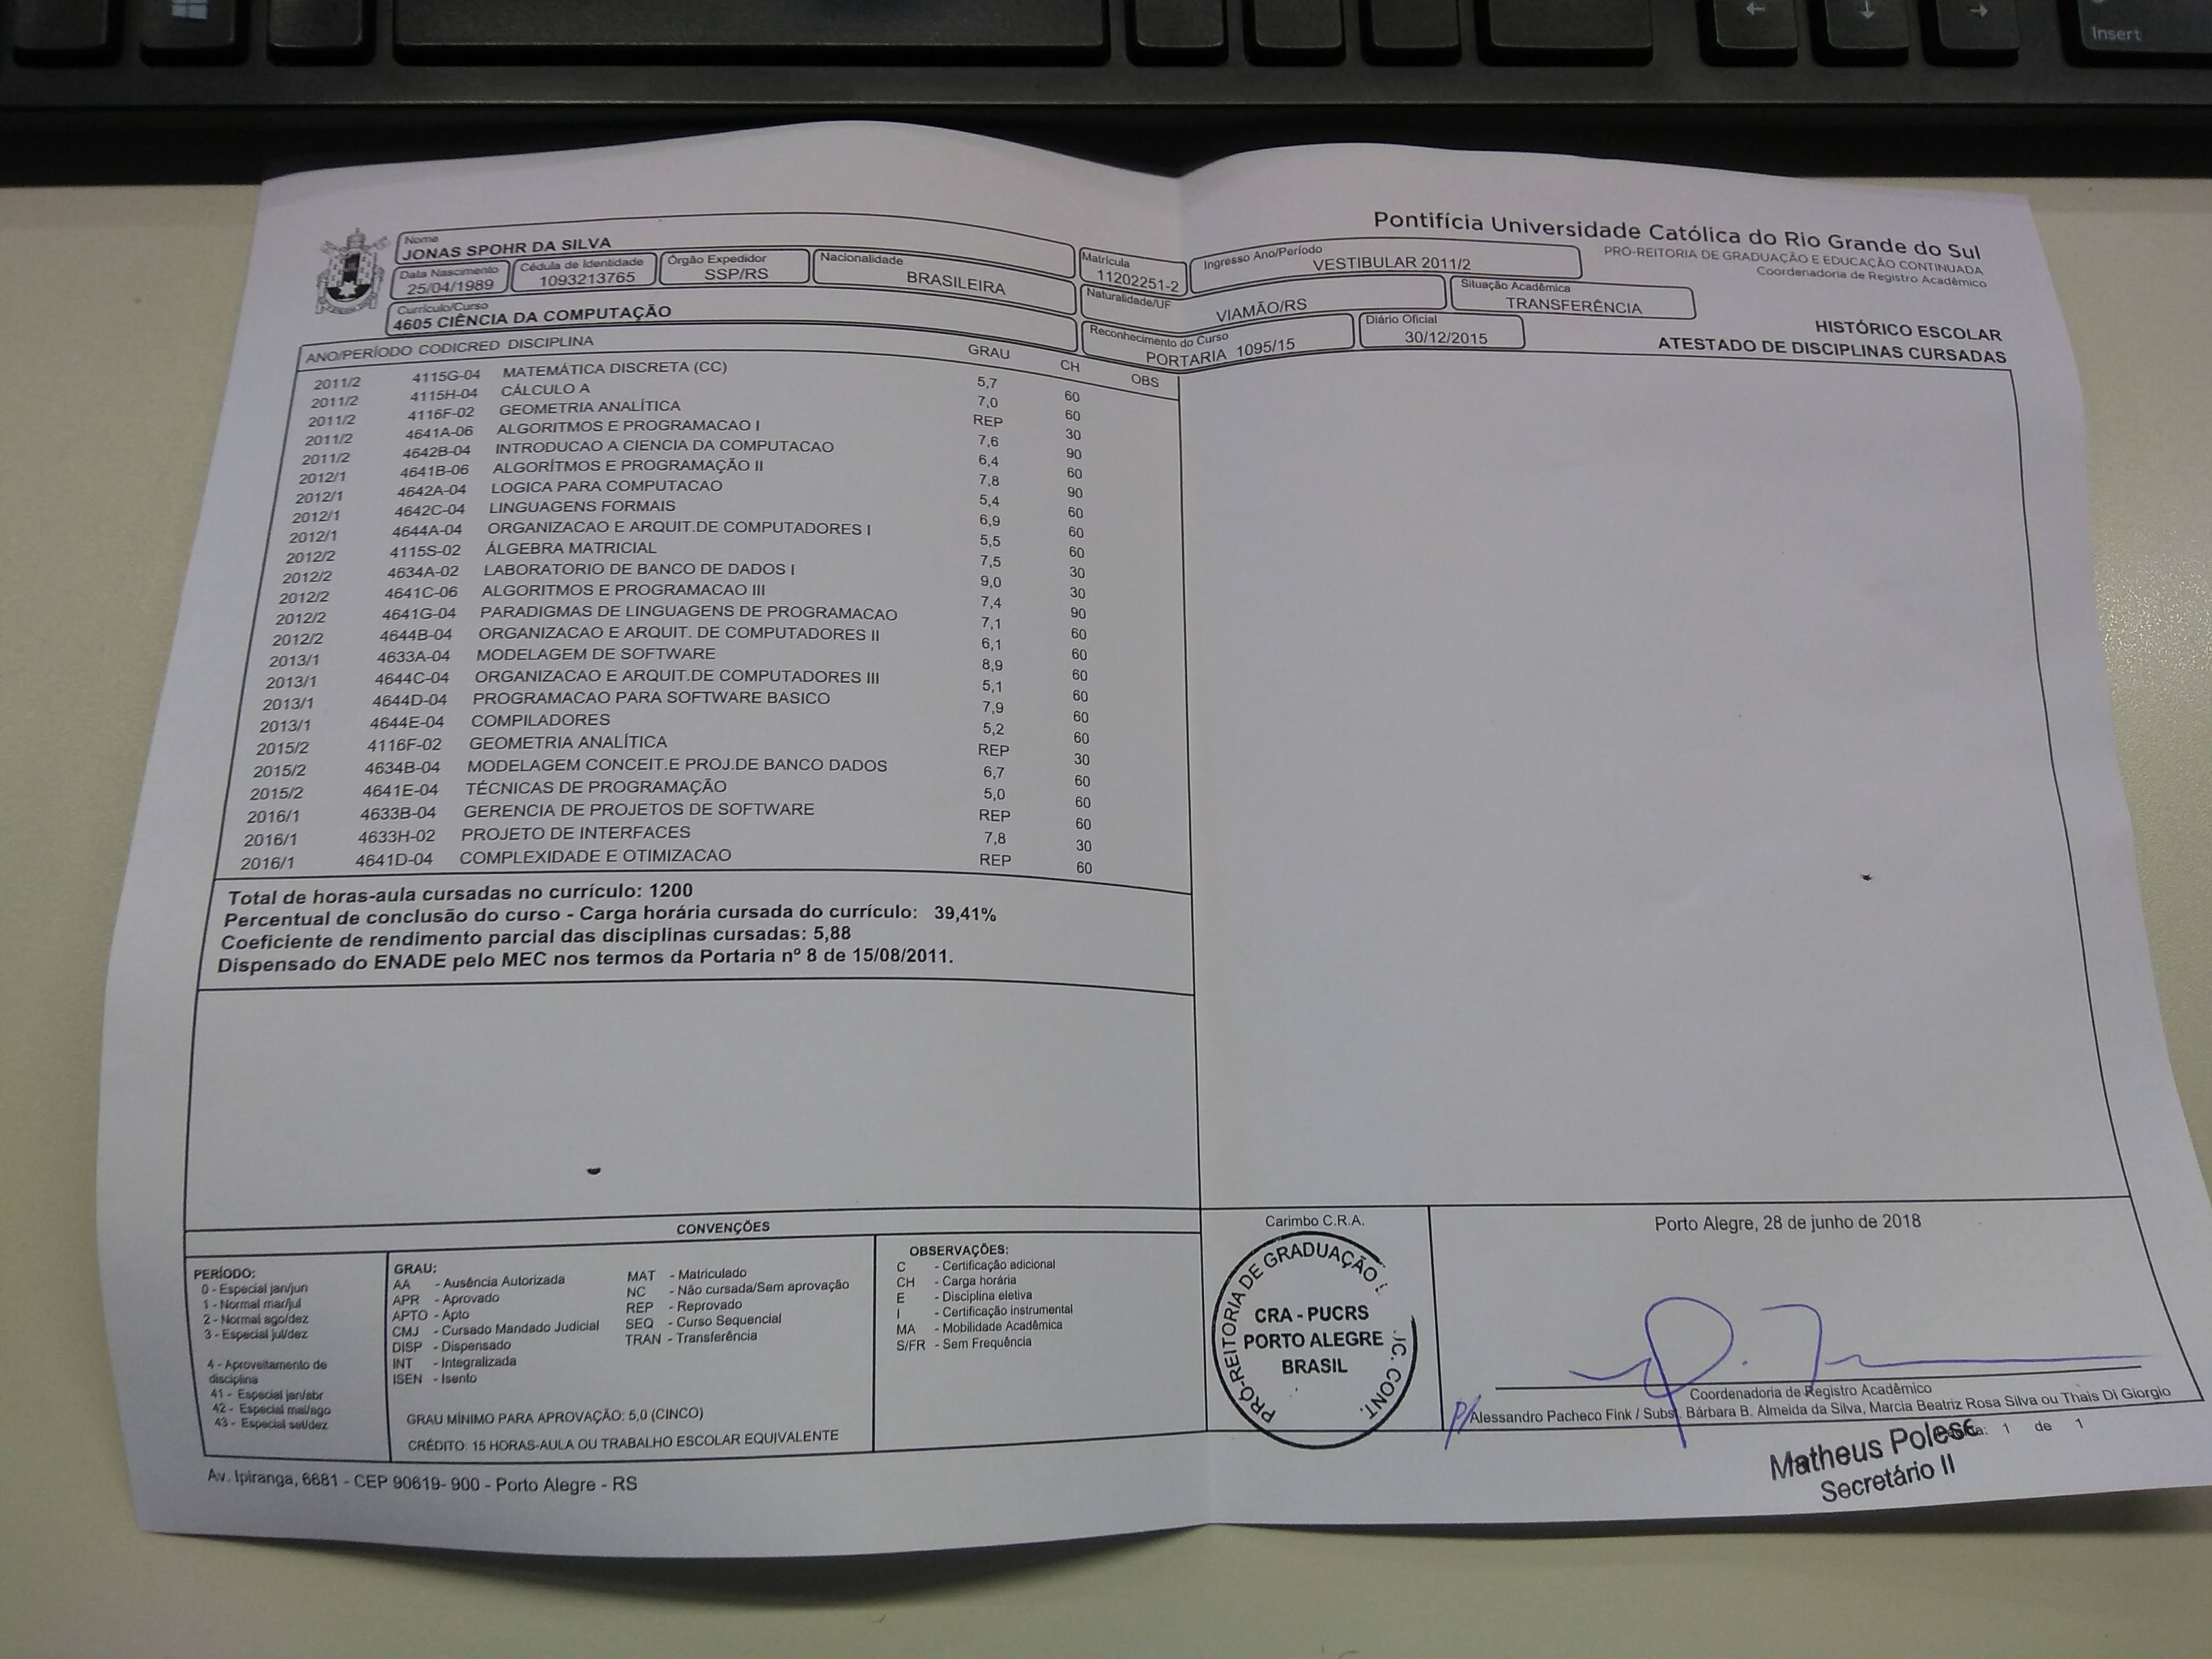 Insert
Pontifícia Universidade Católica do Rio Grande do Sul
PRÓ-REITORIA DE GRADUAÇÃO E EDUCAÇÃO CONTINUADA
Coordenadoria de Registro Acadêmico
HISTÓRICO ESCOLAR
ATESTADO DE DISCIPLINAS CURSADAS
Nome
JONAS SPOHR DA SILVA
Matrícula
11202251-2
Ingresso Ano/Período
VESTIBULAR 2011/2
Data Nascimento
25/04/1989
Cédula de Identidade
1093213765
Órgão Expedidor
SSP/RS
Nacionalidade
BRASILEIRA
Naturalidade/UF
VIAMÃO/RS
Situação Acadêmica
TRANSFERÊNCIA
Currículo/Curso
4605 CIÊNCIA DA COMPUTAÇÃO
Reconhecimento do Curso
PORTARIA 1095/15
Diário Oficial
30/12/2015
ANO/PERÍODO CODICRED DISCIPLINA GRAU CH OBS
2011/2 4115G-04 MATEMÁTICA DISCRETA (CC) 5,7 60
2011/2 4115H-04 CÁLCULO A 7,0 60
2011/2 4116F-02 GEOMETRIA ANALÍTICA REP 30
2011/2 4641A-06 ALGORITMOS E PROGRAMACAO I 7,6 90
2011/2 4642B-04 INTRODUCAO A CIENCIA DA COMPUTACAO 6,4 60
2012/1 4641B-06 ALGORÍTMOS E PROGRAMAÇÃO II 7,8 90
2012/1 4642A-04 LOGICA PARA COMPUTACAO 5,4 60
2012/1 4642C-04 LINGUAGENS FORMAIS 6,9 60
2012/1 4644A-04 ORGANIZACAO E ARQUIT.DE COMPUTADORES I 5,5 60
2012/2 4115S-02 ÁLGEBRA MATRICIAL 7,5 30
2012/2 4634A-02 LABORATORIO DE BANCO DE DADOS I 9,0 30
2012/2 4641C-06 ALGORITMOS E PROGRAMACAO III 7,4 90
2012/2 4641G-04 PARADIGMAS DE LINGUAGENS DE PROGRAMACAO 7,1 60
2012/2 4644B-04 ORGANIZACAO E ARQUIT. DE COMPUTADORES II 6,1 60
2013/1 4633A-04 MODELAGEM DE SOFTWARE 8,9 60
2013/1 4644C-04 ORGANIZACAO E ARQUIT.DE COMPUTADORES III 5,1 60
2013/1 4644D-04 PROGRAMACAO PARA SOFTWARE BASICO 7,9 60
2013/1 4644E-04 COMPILADORES 5,2 60
2015/2 4116F-02 GEOMETRIA ANALÍTICA REP 30
2015/2 4634B-04 MODELAGEM CONCEIT.E PROJ.DE BANCO DADOS 6,7 60
2015/2 4641E-04 TÉCNICAS DE PROGRAMAÇÃO 5,0 60
2016/1 4633B-04 GERENCIA DE PROJETOS DE SOFTWARE REP 60
2016/1 4633H-02 PROJETO DE INTERFACES 7,8 30
2016/1 4641D-04 COMPLEXIDADE E OTIMIZACAO REP 60
Total de horas-aula cursadas no currículo: 1200
Percentual de conclusão do curso - Carga horária cursada do currículo: 39,41%
Coeficiente de rendimento parcial das disciplinas cursadas: 5,88
Dispensado do ENADE pelo MEC nos termos da Portaria nº 8 de 15/08/2011.
CONVENÇÕES
PERÍODO:
0 - Especial jan/jun
1 - Normal mar/jul
2 - Normal ago/dez
3 - Especial jul/dez
4 - Aproveitamento de
disciplina
41 - Especial jan/abr
42 - Especial mai/ago
43 - Especial set/dez
GRAU:
AA - Ausência Autorizada
APR - Aprovado
APTO - Apto
CMJ - Cursado Mandado Judicial
DISP - Dispensado
INT - Integralizada
ISEN - Isento
MAT - Matriculado
NC - Não cursada/Sem aprovação
REP - Reprovado
SEQ - Curso Sequencial
TRAN - Transferência
GRAU MÍNIMO PARA APROVAÇÃO: 5,0 (CINCO)
CRÉDITO: 15 HORAS-AULA OU TRABALHO ESCOLAR EQUIVALENTE
OBSERVAÇÕES:
C - Certificação adicional
CH - Carga horária
E - Disciplina eletiva
I - Certificação instrumental
MA - Mobilidade Acadêmica
S/FR - Sem Frequência
Carimbo C.R.A.
PRÓ-REITORIA DE GRADUAÇÃO
CONT.
CRA - PUCRS
PORTO ALEGRE
BRASIL
Porto Alegre, 28 de junho de 2018
Coordenadoria de Registro Acadêmico
p/ Alessandro Pacheco Fink / Subst. Bárbara B. Almeida da Silva, Marcia Beatriz Rosa Silva ou Thais Di Giorgio
1 de 1
Matheus Polese
Secretário II
Av. Ipiranga, 6681 - CEP 90619- 900 - Porto Alegre - RS